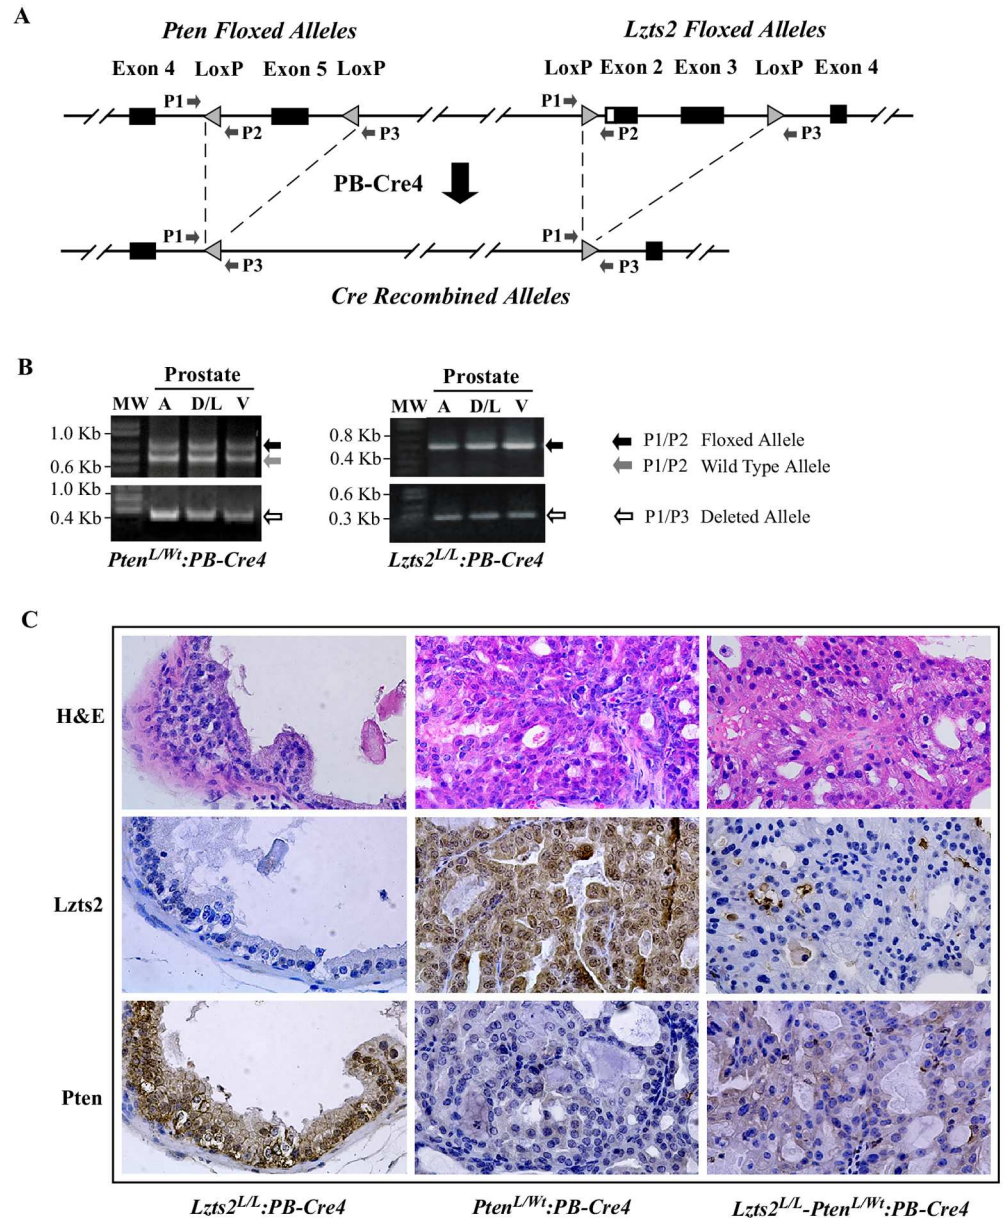 A
Pten Floxed Alleles
Lzts2 Floxed Alleles
Exon 4 LoxP Exon 5 LoxP
LoxP Exon 2 Exon 3 LoxP Exon 4
P1
P2
P3
P1
P2
P3
PB-Cre4
P1
P3
P1
P3
Cre Recombined Alleles
B
Prostate
MW A D/L V
1.0 Kb
0.6 Kb
1.0 Kb
0.4 Kb
Pten^L/Wt:PB-Cre4
Prostate
MW A D/L V
0.8 Kb
0.4 Kb
0.6 Kb
0.3 Kb
Lzts2^L/L:PB-Cre4
P1/P2 Floxed Allele
P1/P2 Wild Type Allele
P1/P3 Deleted Allele
C
H&E
Lzts2
Pten
Lzts2^L/L:PB-Cre4
Pten^L/Wt:PB-Cre4
Lzts2^L/L-Pten^L/Wt:PB-Cre4